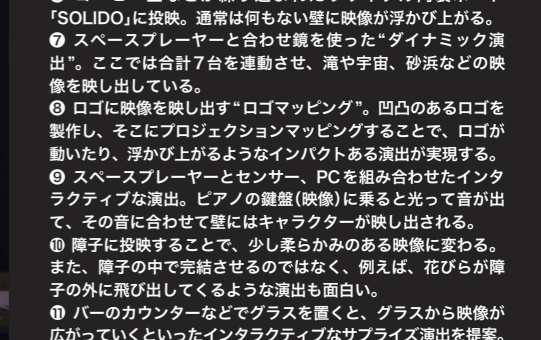 「SOLIDO」に投映。通常は何もない壁に映像が浮かび上がる。
❼ スペースプレーヤーと合わせ鏡を使った“ダイナミック演
出”。ここでは合計7台を連動させ、滝や宇宙、砂浜などの映
像を映し出している。
❽ ロゴに映像を映し出す“ロゴマッピング”。凹凸のあるロゴを
製作し、そこにプロジェクションマッピングすることで、ロゴが
動いたり、浮かび上がるようなインパクトある演出が実現する。
❾ スペースプレーヤーとセンサー、PCを組み合わせたインタ
ラクティブな演出。ピアノの鍵盤(映像)に乗ると光って音が出
て、その音に合わせて壁にはキャラクターが映し出される。
❿ 障子に投映することで、少し柔らかみのある映像に変わる。
また、障子の中で完結させるのではなく、例えば、花びらが障
子の外に飛び出してくるような演出も面白い。
⓫ バーのカウンターなどでグラスを置くと、グラスから映像が
広がっていくといったインタラクティブなサプライズ演出を提案。